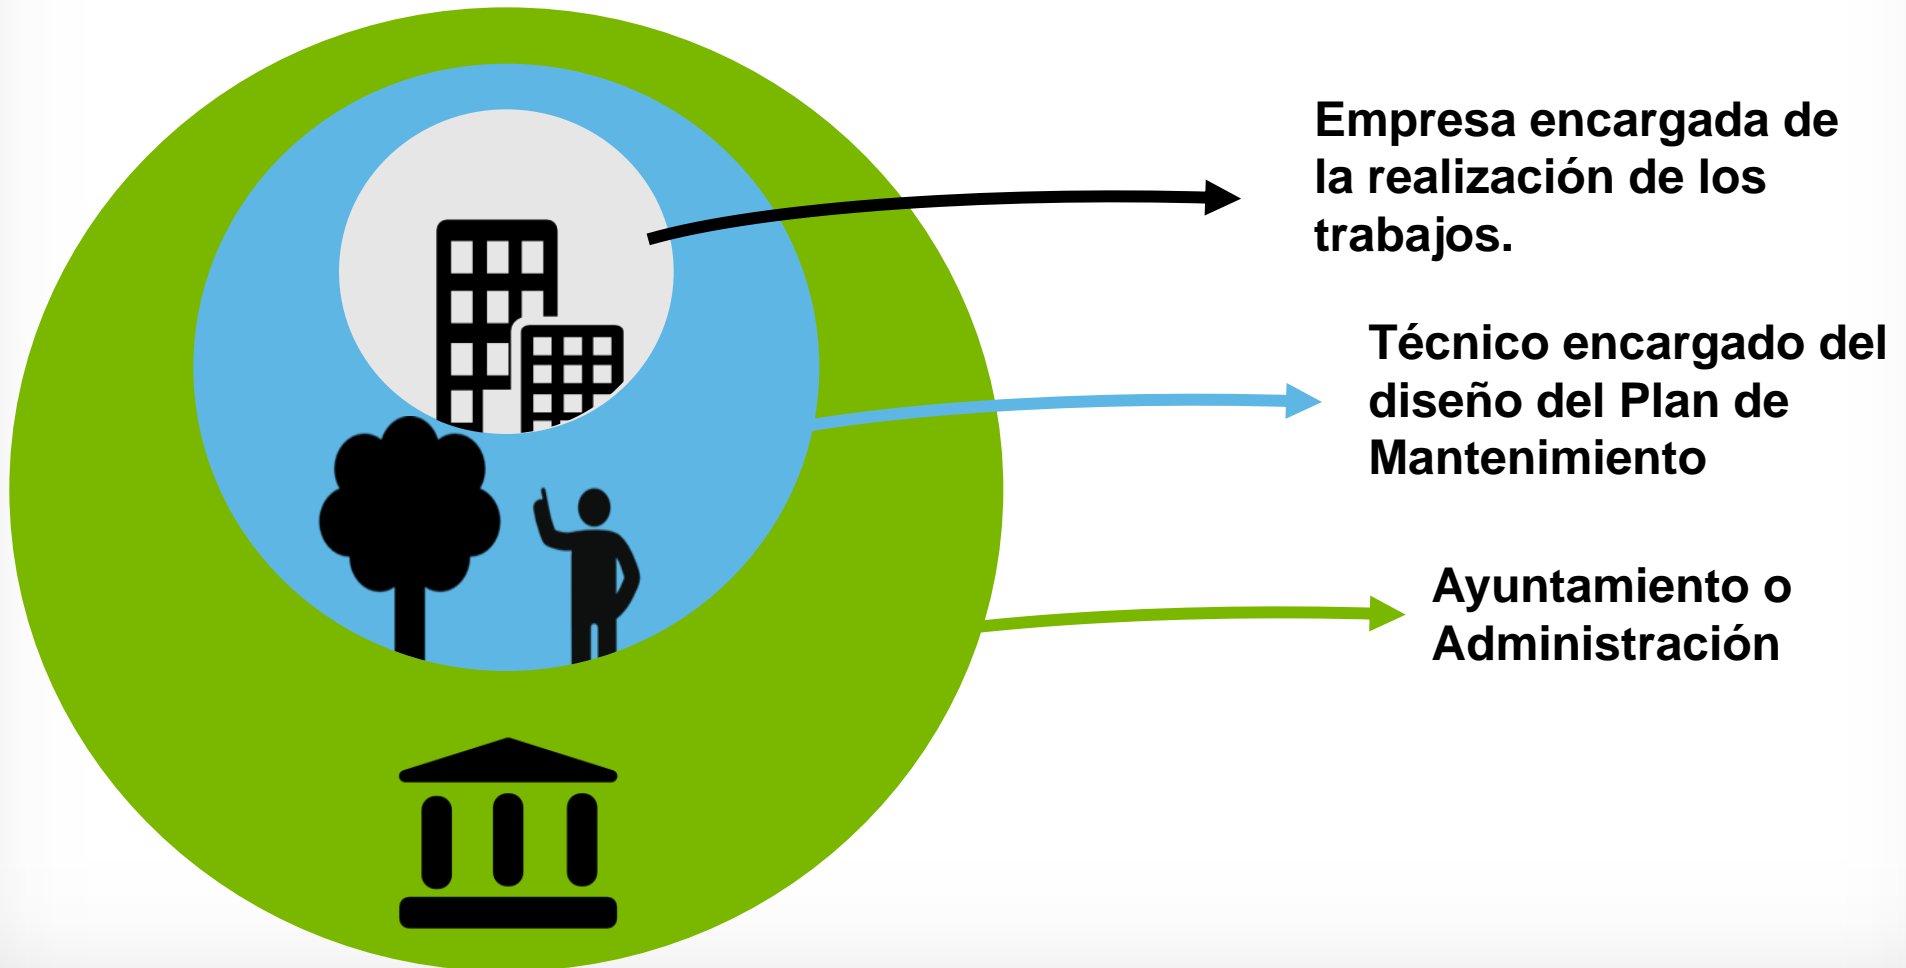 Empresa encargada de
la realización de los
trabajos.
Técnico encargado del
diseño del Plan de
Mantenimiento
Ayuntamiento o
Administración